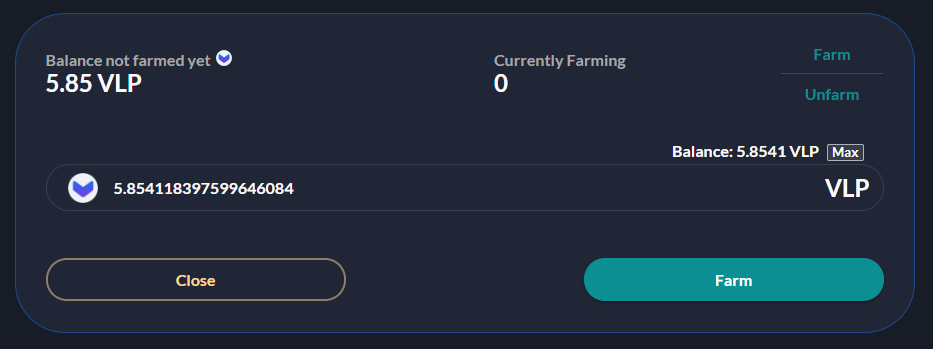 Balance not farmed yet
5.85 VLP
Currently Farming
0
Farm
Unfarm
Balance: 5.8541 VLP Max
5.854118397599646084 VLP
Close
Farm